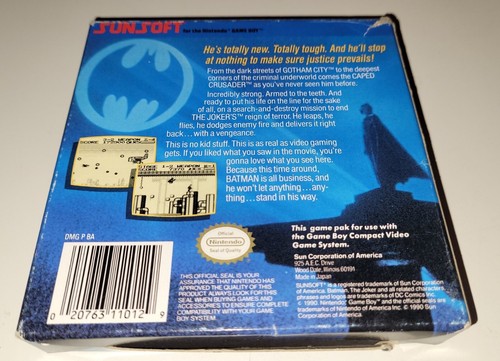 SUNSOFT for the Nintendo® GAME BOY™
He's totally new. Totally tough. And he'll stop
at nothing to make sure justice prevails!
From the dark streets of GOTHAM CITY™ to the deepest
corners of the criminal underworld comes the CAPED
CRUSADER™ as you've never seen him before.
Incredibly strong. Armed to the teeth. And
ready to put his life on the line for the sake
of all, on a search-and-destroy mission to end
THE JOKER'S™ reign of terror. He leaps, he
flies, he dodges enemy fire and delivers it right
back...with a vengeance.
This is no kid stuff. This is as real as video gaming
gets. If you liked what you saw in the movie, you're
gonna love what you see here.
Because this time around,
BATMAN is all business, and
he won't let anything...any-
thing...stand in his way.
SCORE
WEAPON
WEAPON
DMG P BA
Official
Nintendo
Seal of Quality
THIS OFFICIAL SEAL IS YOUR
ASSURANCE THAT NINTENDO HAS
APPROVED THE QUALITY OF THIS
PRODUCT. ALWAYS LOOK FOR THIS
SEAL WHEN BUYING GAMES AND
ACCESSORIES TO ENSURE COMPLETE
COMPATIBILITY WITH YOUR GAME
BOY SYSTEM.
This game pak for use with
the Game Boy Compact Video
Game System.
Sun Corporation of America
925 A.E.C. Drive
Wood Dale, Illinois 60191
Made in Japan
SUNSOFT® is a registered trademark of Sun Corporation
of America. Batman, The Joker and all related characters
phrases and logos are trademarks of DC Comics Inc.
© 1990. Nintendo,® Game Boy™ and the official seals are
trademarks of Nintendo of America Inc. © 1990 Sun
Corporation of America.
0 20763 11012 9